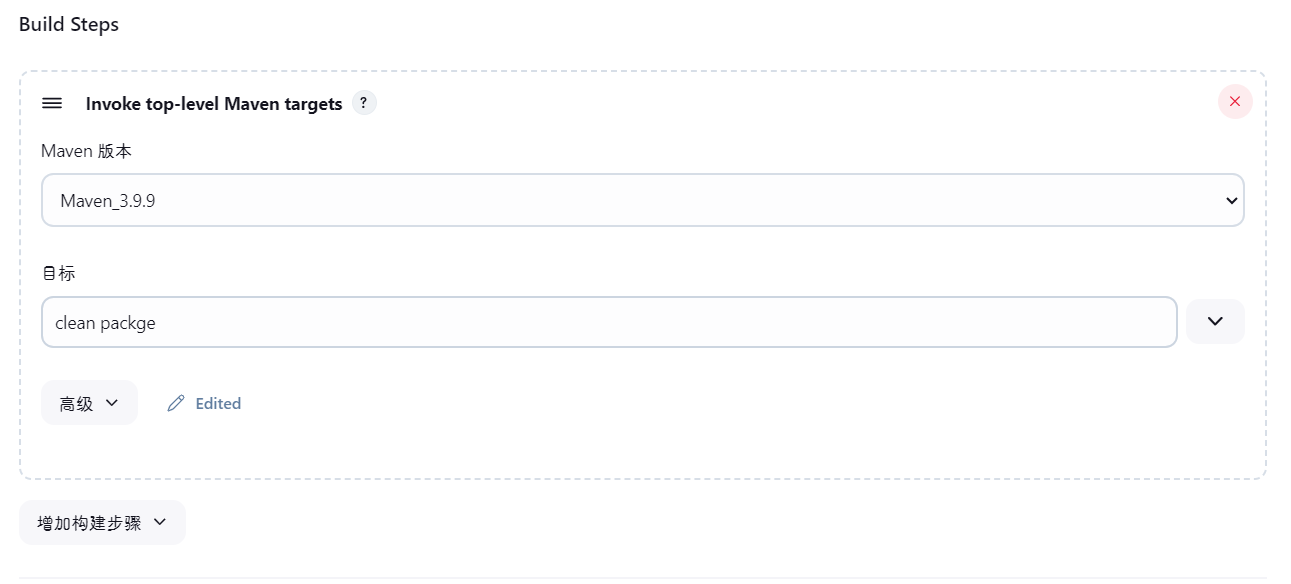 Build Steps
Invoke top-level Maven targets ?
Maven 版本
Maven_3.9.9
目标
clean packge
高级 Edited
增加构建步骤